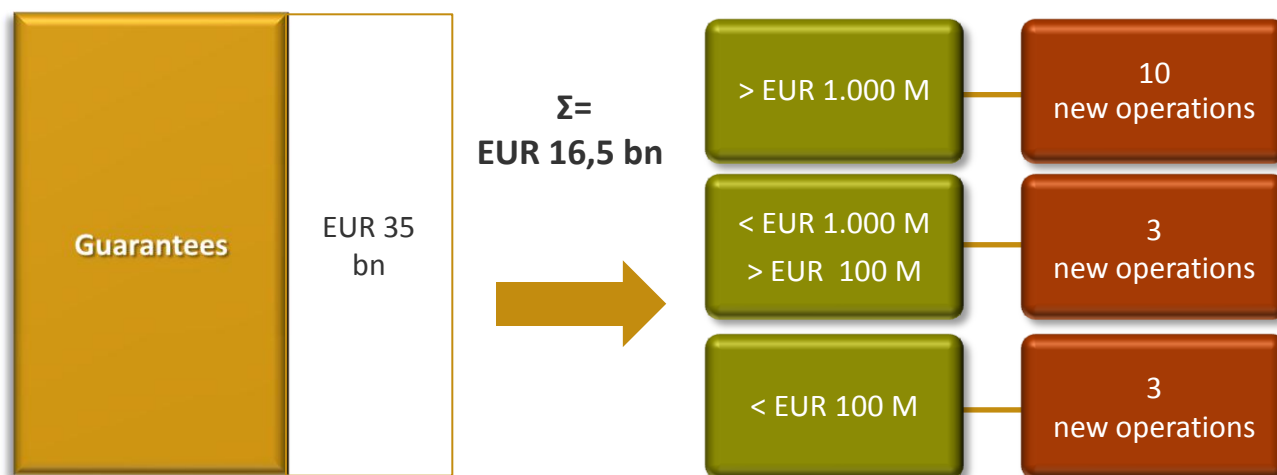 Guarantees
EUR 35
bn
Σ=
EUR 16,5 bn
> EUR 1.000 M
10
new operations
< EUR 1.000 M
> EUR 100 M
3
new operations
< EUR 100 M
3
new operations